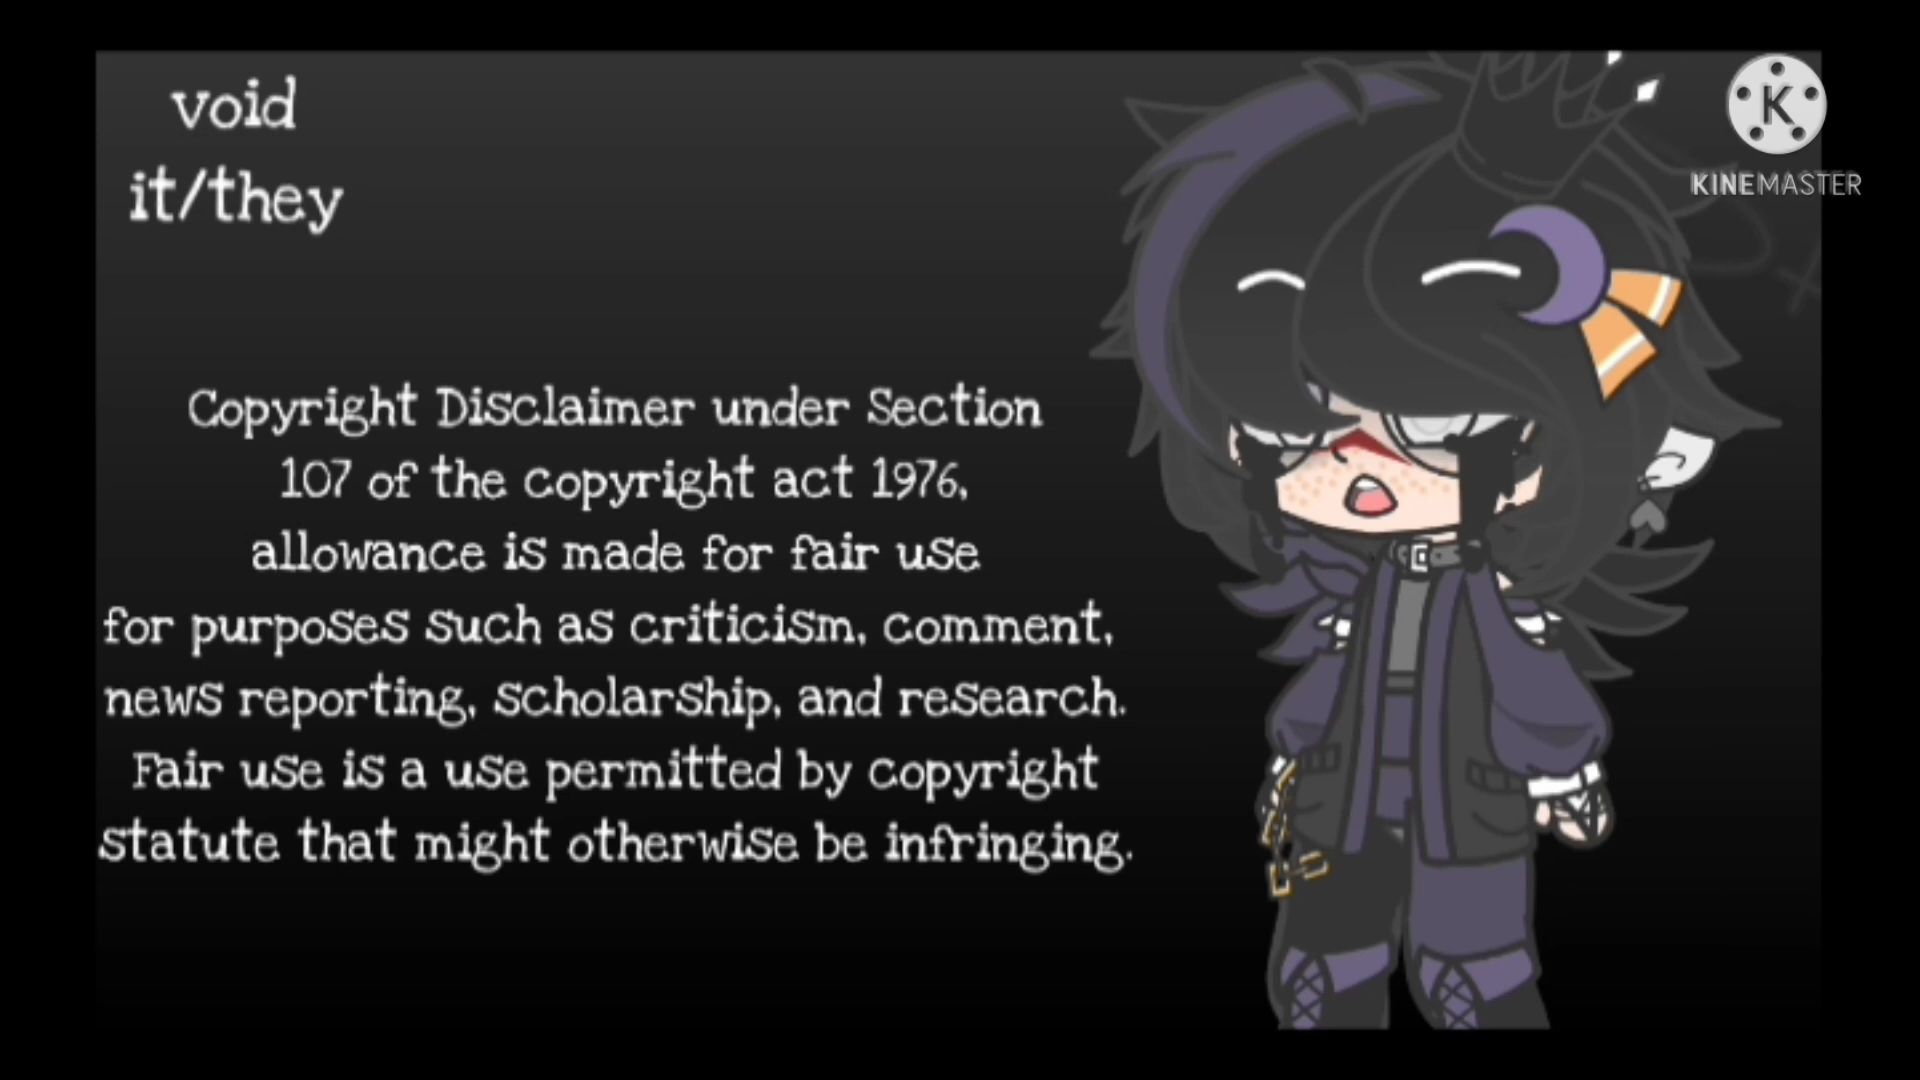 void
it/they
K
KINEMASTER
Copyright Disclaimer under Section
107 of the copyright act 1976,
allowance is made for fair use
for purposes such as criticism, comment,
news reporting, scholarship, and research.
Fair use is a use permitted by copyright
statute that might otherwise be infringing.